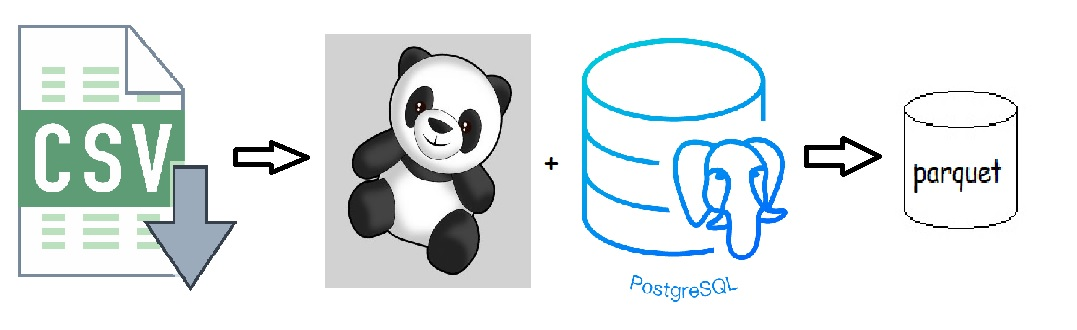 CSV
+
PostgreSQL
parquet